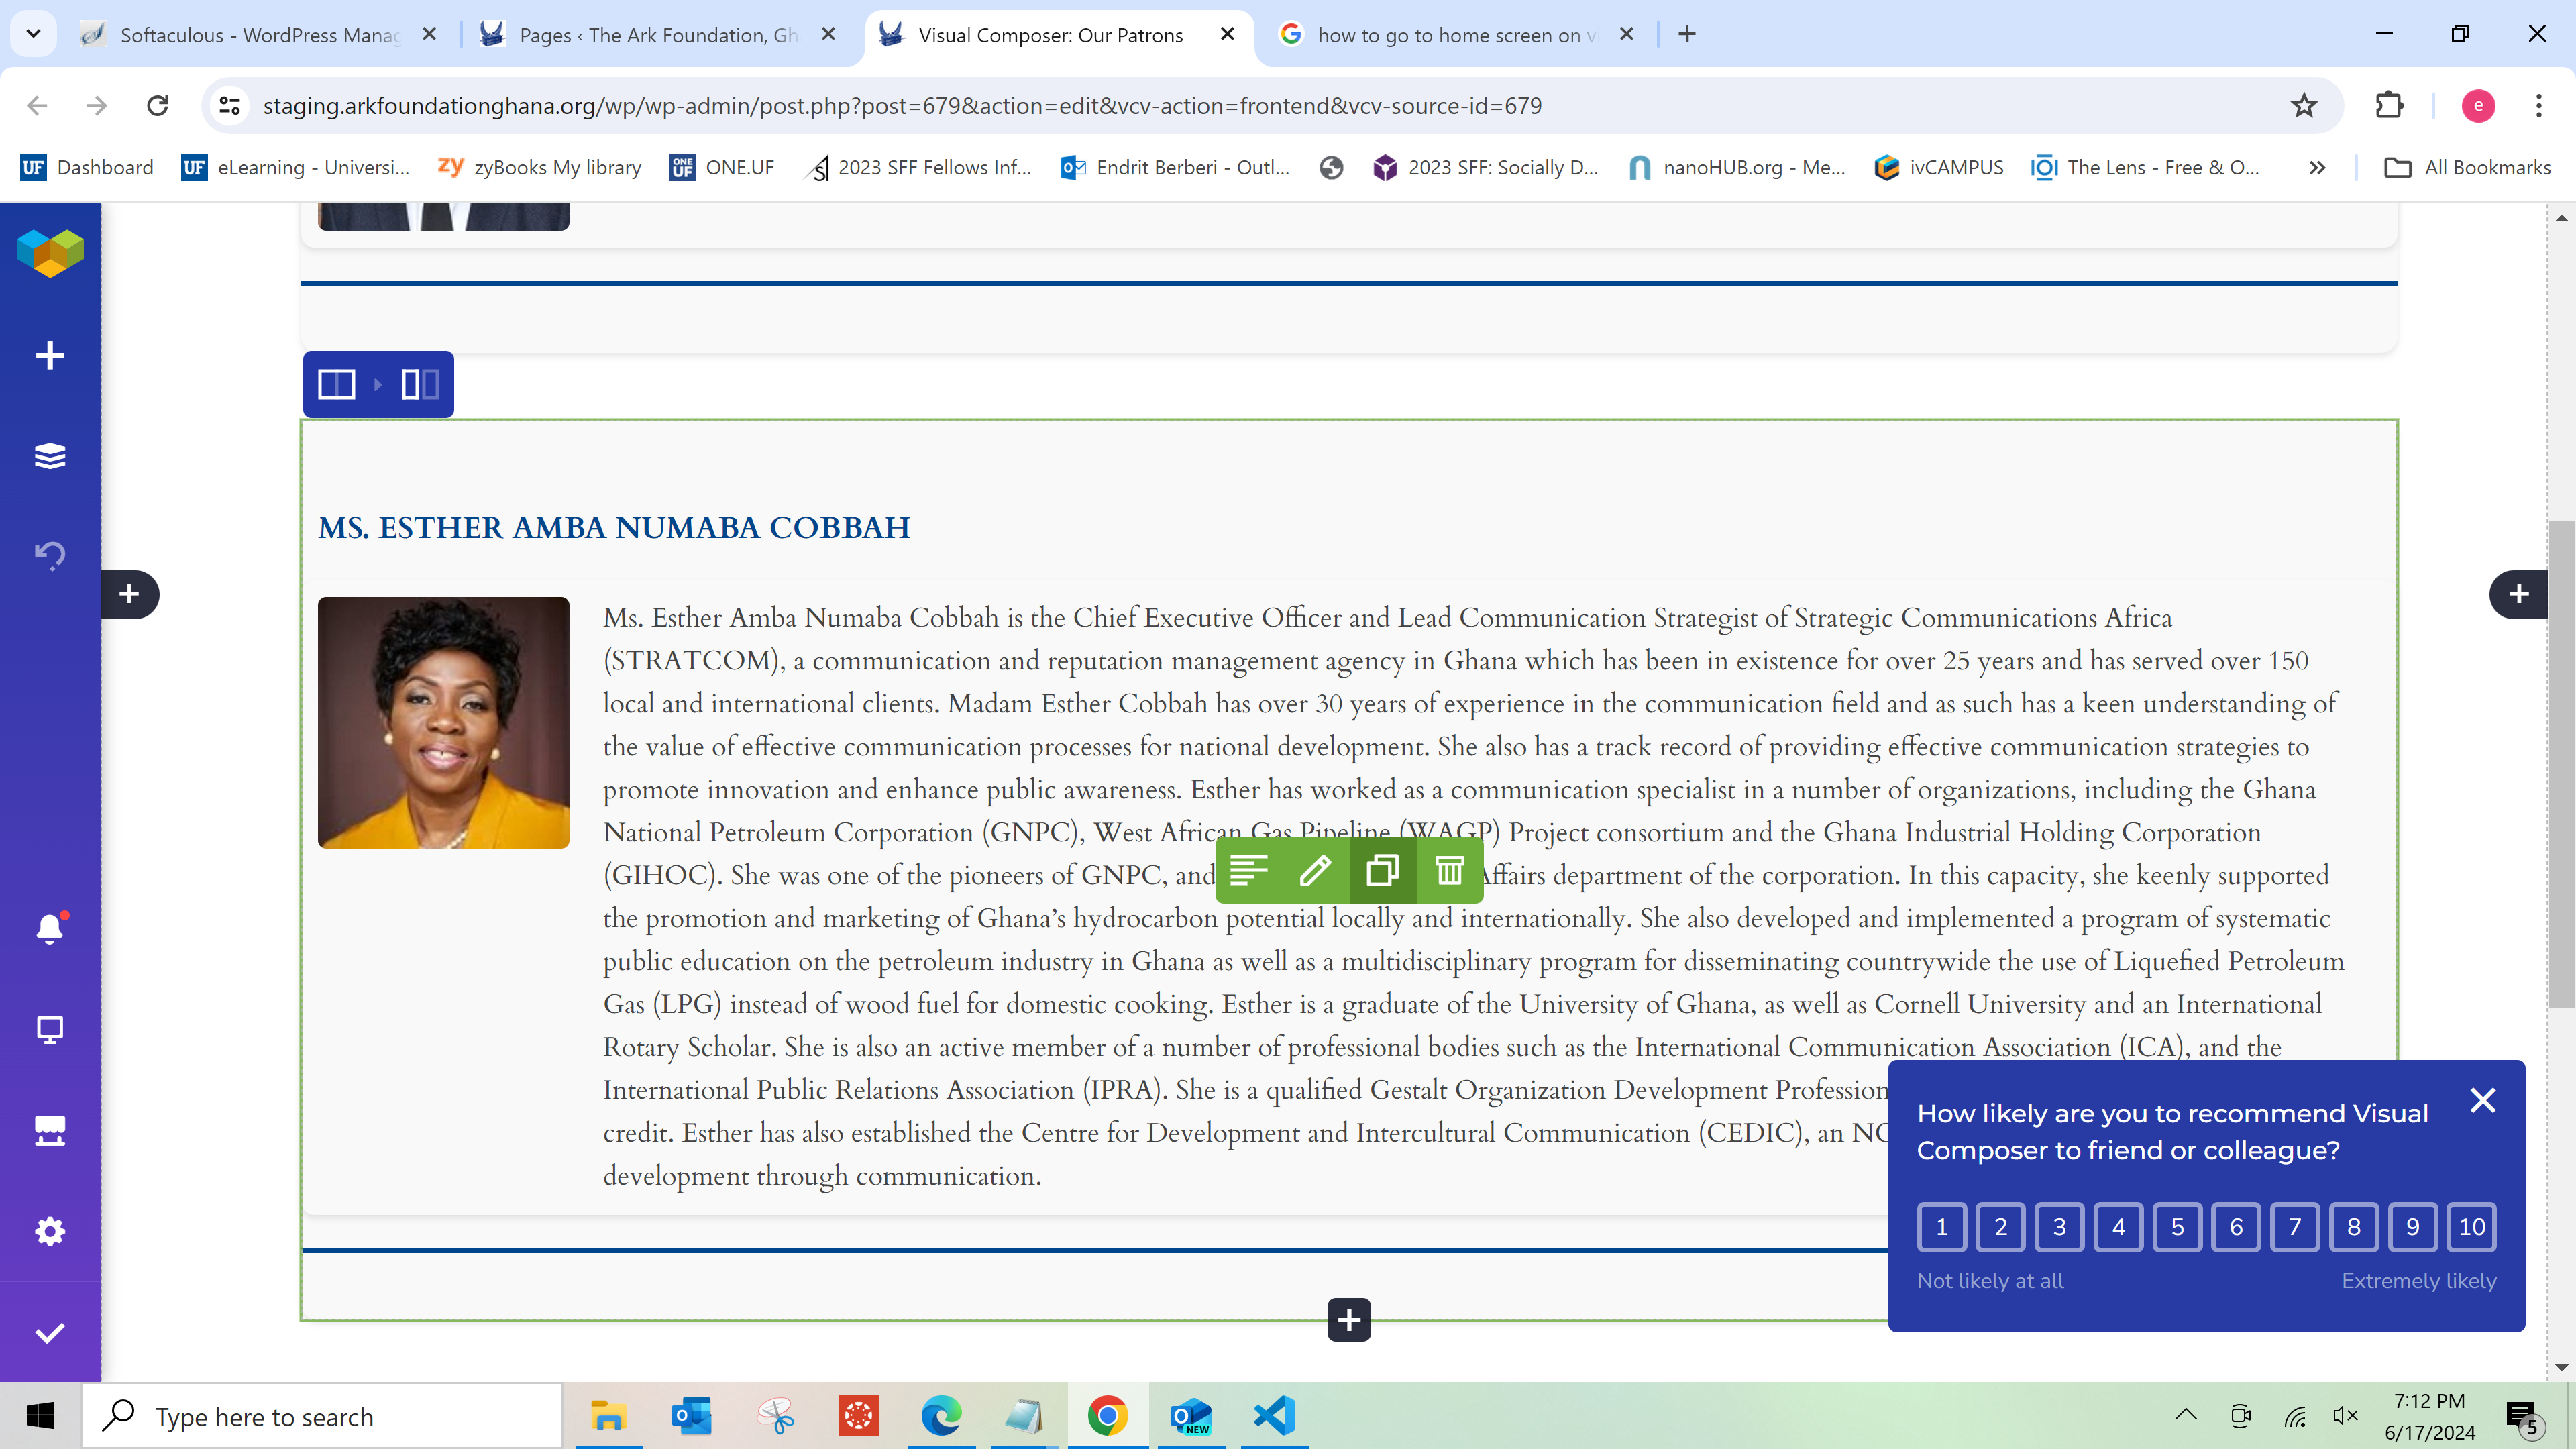 Softaculous - WordPress Manag
Pages ‹ The Ark Foundation, Gh
Visual Composer: Our Patrons
how to go to home screen on v
staging.arkfoundationghana.org/wp/wp-admin/post.php?post=679&action=edit&vcv-action=frontend&vcv-source-id=679
e
UF Dashboard
UF eLearning - Universi...
zy zyBooks My library
ONE UF ONE.UF
2023 SFF Fellows Inf...
Endrit Berberi - Outl...
2023 SFF: Socially D...
nanoHUB.org - Me...
ivCAMPUS
The Lens - Free & O...
All Bookmarks
MS. ESTHER AMBA NUMABA COBBAH
Ms. Esther Amba Numaba Cobbah is the Chief Executive Officer and Lead Communication Strategist of Strategic Communications Africa
(STRATCOM), a communication and reputation management agency in Ghana which has been in existence for over 25 years and has served over 150
local and international clients. Madam Esther Cobbah has over 30 years of experience in the communication field and as such has a keen understanding of
the value of effective communication processes for national development. She also has a track record of providing effective communication strategies to
promote innovation and enhance public awareness. Esther has worked as a communication specialist in a number of organizations, including the Ghana
National Petroleum Corporation (GNPC), West African Gas Pipeline (WAGP) Project consortium and the Ghana Industrial Holding Corporation
(GIHOC). She was one of the pioneers of GNPC, and Affairs department of the corporation. In this capacity, she keenly supported
the promotion and marketing of Ghana’s hydrocarbon potential locally and internationally. She also developed and implemented a program of systematic
public education on the petroleum industry in Ghana as well as a multidisciplinary program for disseminating countrywide the use of Liquefied Petroleum
Gas (LPG) instead of wood fuel for domestic cooking. Esther is a graduate of the University of Ghana, as well as Cornell University and an International
Rotary Scholar. She is also an active member of a number of professional bodies such as the International Communication Association (ICA), and the
International Public Relations Association (IPRA). She is a qualified Gestalt Organization Development Profession
credit. Esther has also established the Centre for Development and Intercultural Communication (CEDIC), an NG
development through communication.
How likely are you to recommend Visual
Composer to friend or colleague?
1 2 3 4 5 6 7 8 9 10
Not likely at all
Extremely likely
Type here to search
NEW
7:12 PM
6/17/2024
5